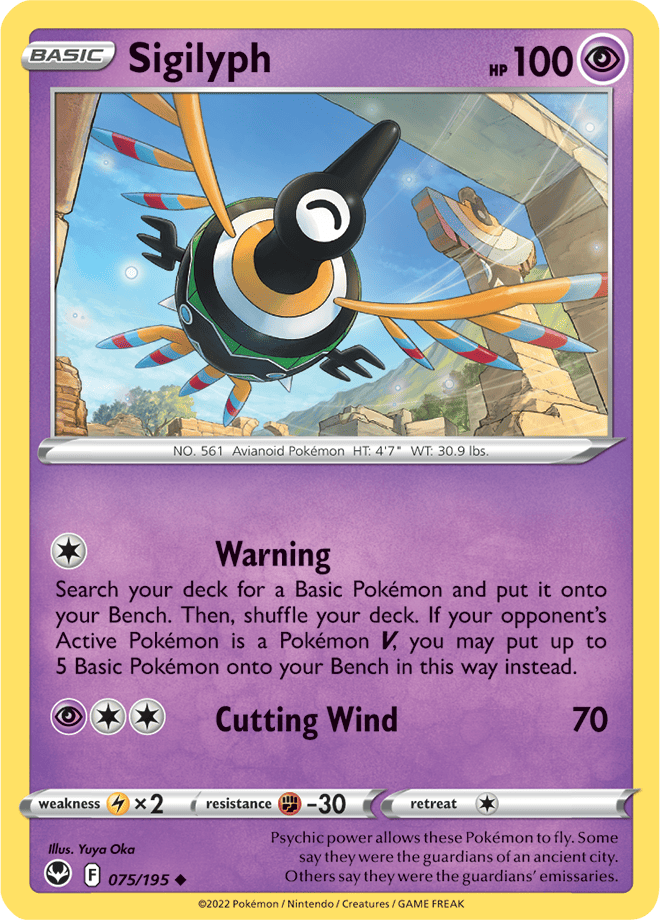 BASIC Sigilyph HP 100
NO. 561 Avianoid Pokémon HT: 4'7" WT: 30.9 lbs.
Warning
Search your deck for a Basic Pokémon and put it onto
your Bench. Then, shuffle your deck. If your opponent's
Active Pokémon is a Pokémon V, you may put up to
5 Basic Pokémon onto your Bench in this way instead.
Cutting Wind 70
weakness ×2 resistance -30 retreat
Illus. Yuya Oka
Psychic power allows these Pokémon to fly. Some
say they were the guardians of an ancient city.
Others say they were the guardians' emissaries.
F 075/195
©2022 Pokémon / Nintendo / Creatures / GAME FREAK